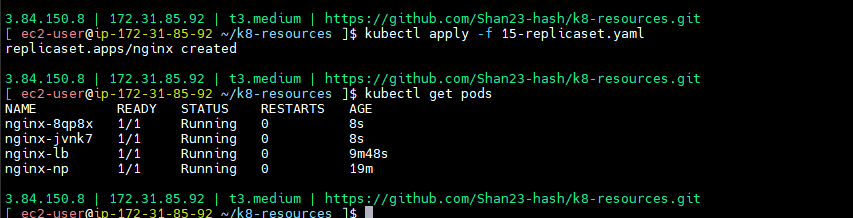 3.84.150.8 | 172.31.85.92 | t3.medium | https://github.com/Shan23-hash/k8-resources.git
[ ec2-user@ip-172-31-85-92 ~/k8-resources ]$ kubectl apply -f 15-replicaset.yaml
replicaset.apps/nginx created
3.84.150.8 | 172.31.85.92 | t3.medium | https://github.com/Shan23-hash/k8-resources.git
[ ec2-user@ip-172-31-85-92 ~/k8-resources ]$ kubectl get pods
NAME READY STATUS RESTARTS AGE
nginx-8qp8x 1/1 Running 0 8s
nginx-jvnk7 1/1 Running 0 8s
nginx-lb 1/1 Running 0 9m48s
nginx-np 1/1 Running 0 19m
3.84.150.8 | 172.31.85.92 | t3.medium | https://github.com/Shan23-hash/k8-resources.git
[ ec2-user@ip-172-31-85-92 ~/k8-resources ]$